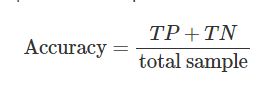 Accuracy = TP + TN / total sample